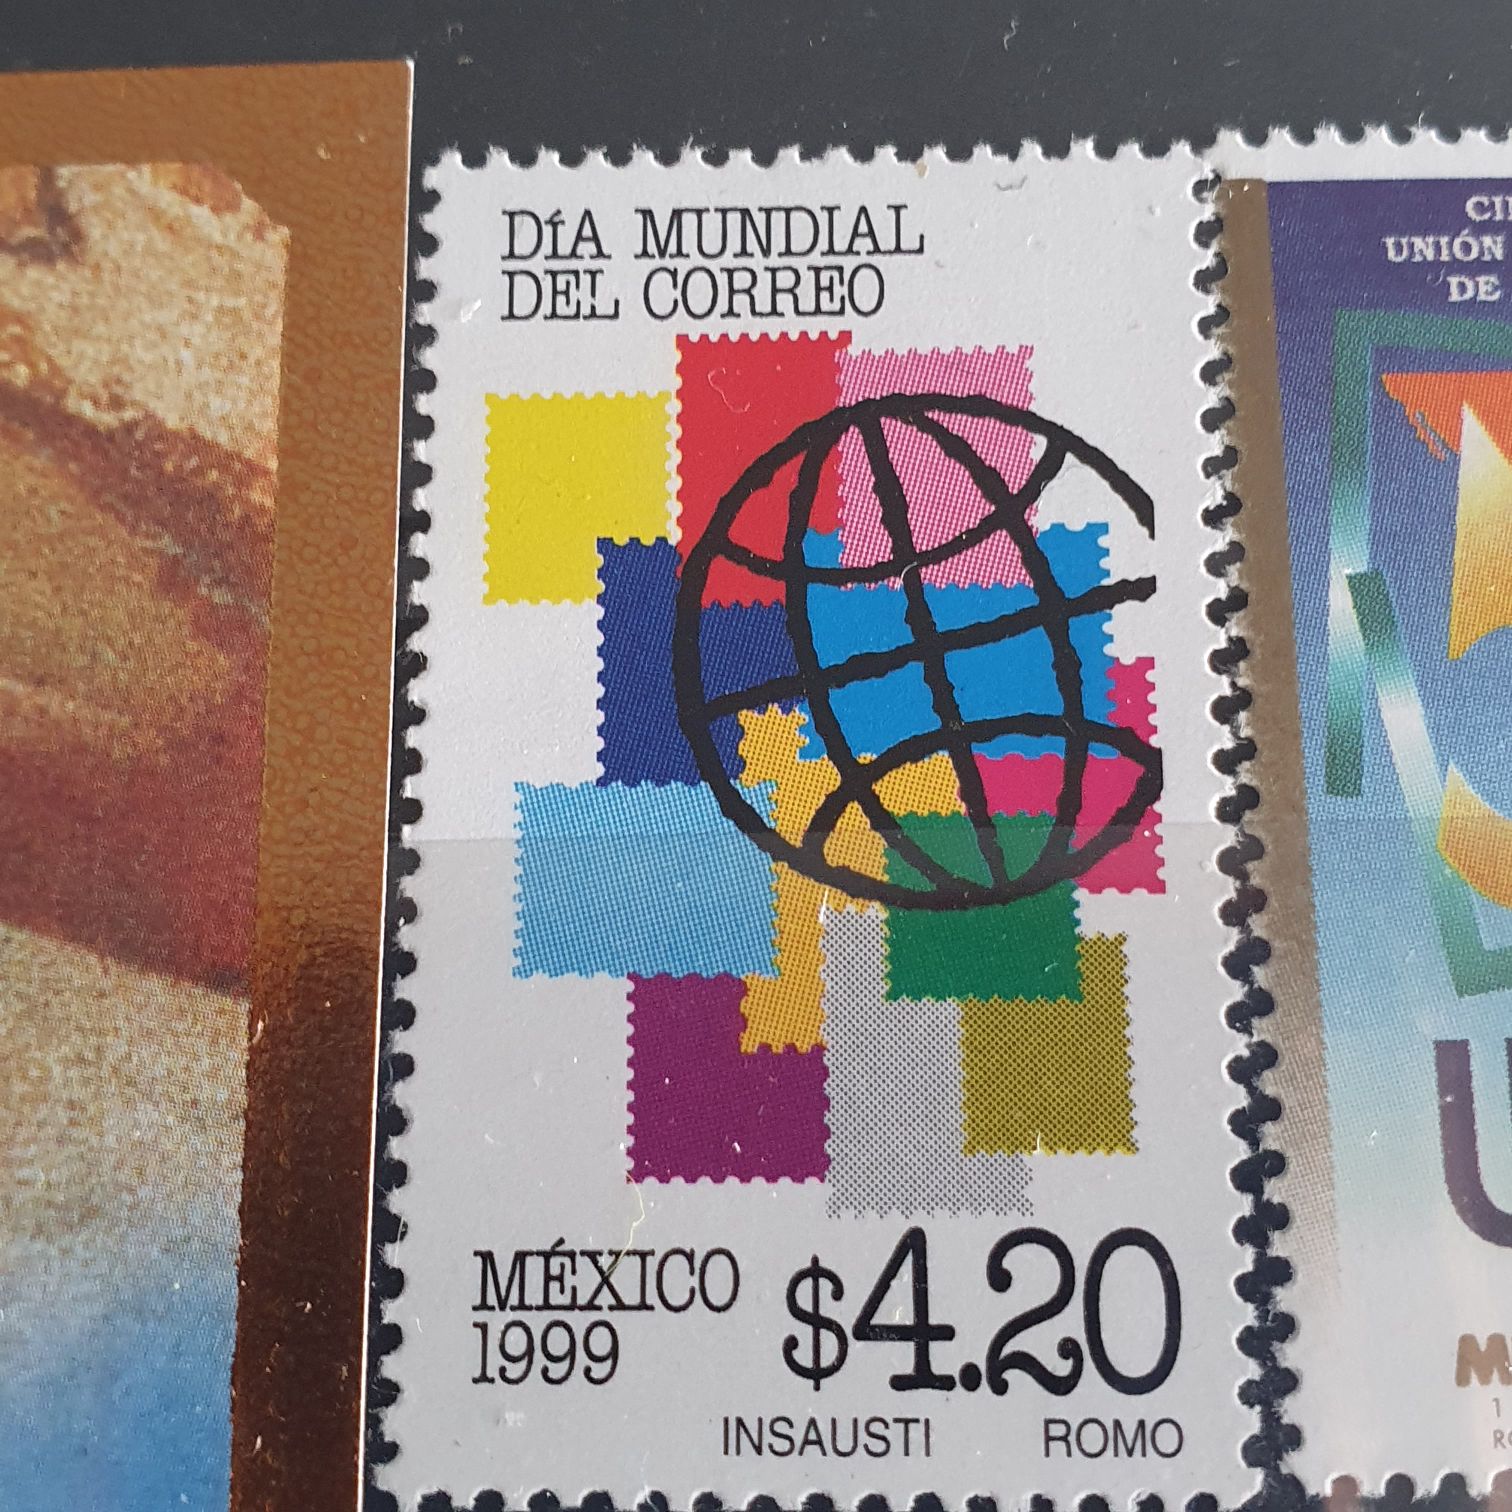 DíA MUNDIAL
DEL CORREO
MÉXICO
1999
$4.20
INSAUSTI ROMO
UNIÓN
DE